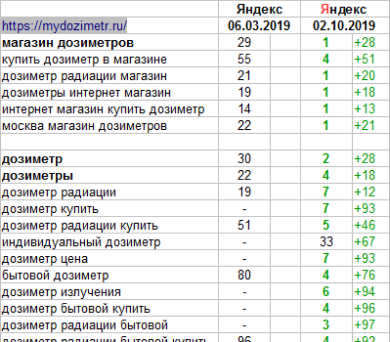 Яндекс Яндекс
https://mydozimetr.ru/ 06.03.2019 02.10.2019
магазин дозиметров 29 1 +28
купить дозиметр в магазине 55 4 +51
дозиметр радиации магазин 21 1 +20
дозиметры интернет магазин 19 1 +18
интернет магазин купить дозиметр 14 1 +13
москва магазин дозиметров 22 1 +21
дозиметр 30 2 +28
дозиметры 22 4 +18
дозиметр радиации 19 7 +12
дозиметр купить - 7 +93
дозиметр радиации купить 51 5 +46
индивидуальный дозиметр - 33 +67
дозиметр цена - 7 +93
бытовой дозиметр 80 4 +76
дозиметр излучения - 6 +94
дозиметр бытовой купить - 4 +96
дозиметр радиации бытовой - 3 +97
дозиметр радиации бытовой купить 96 4 +92